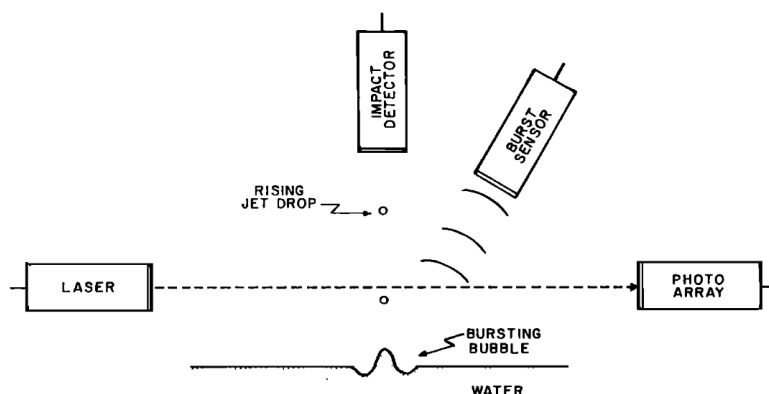 IMPACT
DETECTOR
BURST
SENSOR
RISING
JET DROP
LASER
PHOTO
ARRAY
BURSTING
BUBBLE
WATER